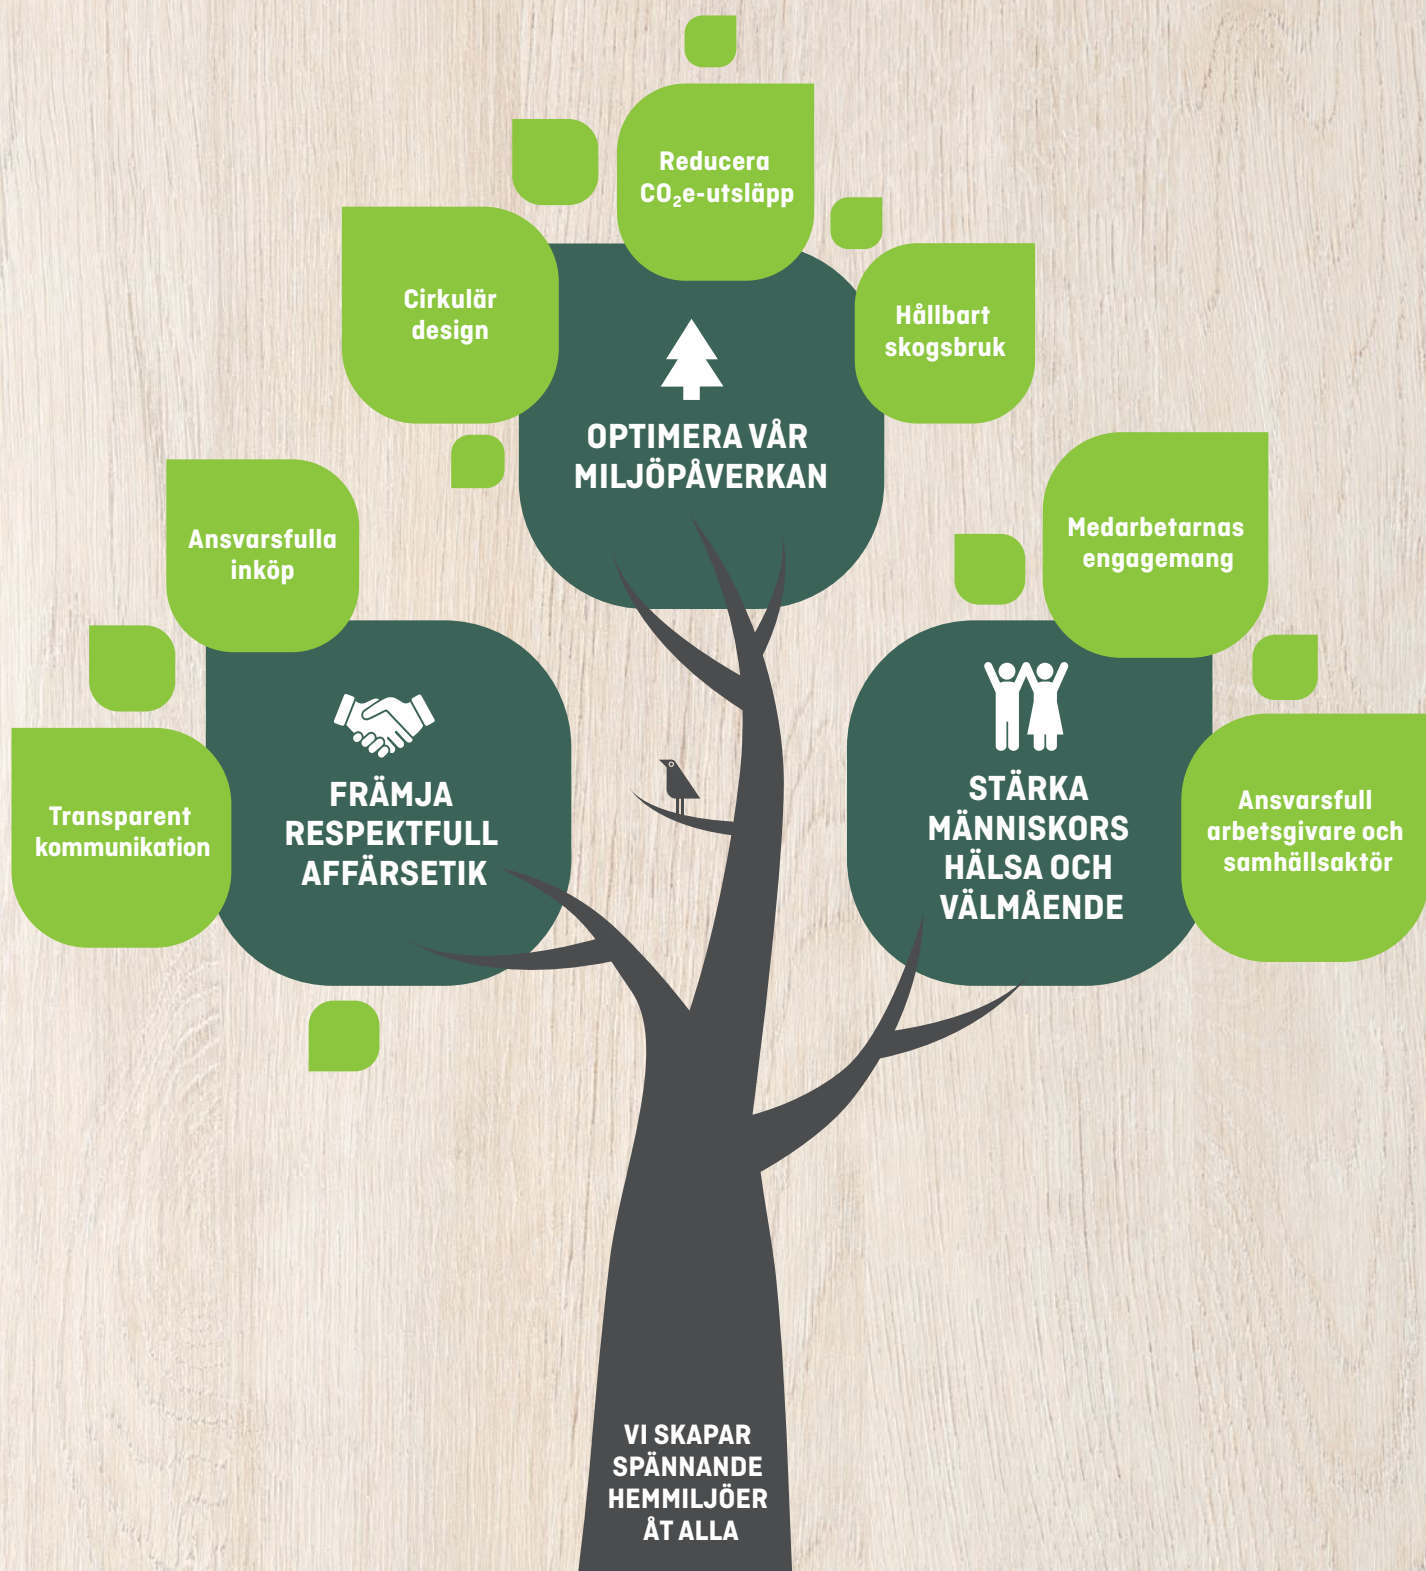 Reducera
CO₂e-utsläpp
Cirkulär
design
Hållbart
skogsbruk
OPTIMERA VÅR
MILJÖPÅVERKAN
Ansvarsfulla
inköp
Medarbetarnas
engagemang
Transparent
kommunikation
FRÄMJA
RESPEKTFULL
AFFÄRSETIK
STÄRKA
MÄNNISKORS
HÄLSA OCH
VÄLMÅENDE
Ansvarsfull
arbetsgivare och
samhällsaktör
VI SKAPAR
SPÄNNANDE
HEMMILJÖER
ÅT ALLA